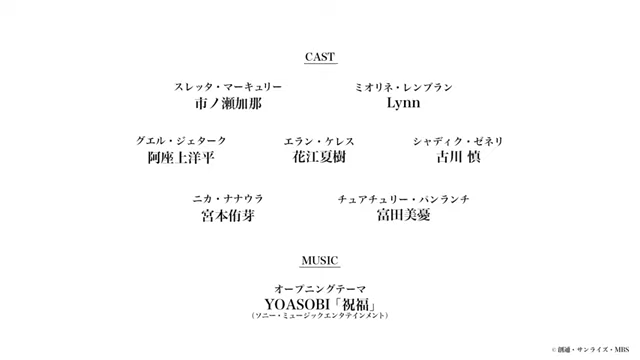 CAST
スレッタ・マーキュリー ミオリネ・レンブラン
市ノ瀬加那 Lynn
グエル・ジェターク エラン・ケレス シャディク・ゼネリ
阿座上洋平 花江夏樹 古川 慎
ニカ・ナナウラ チュアチュリー・パンランチ
宮本侑芽 富田美憂
MUSIC
オープニングテーマ
YOASOBI「祝福」
（ソニー・ミュージックエンタテインメント）
© 創通・サンライズ・MBS